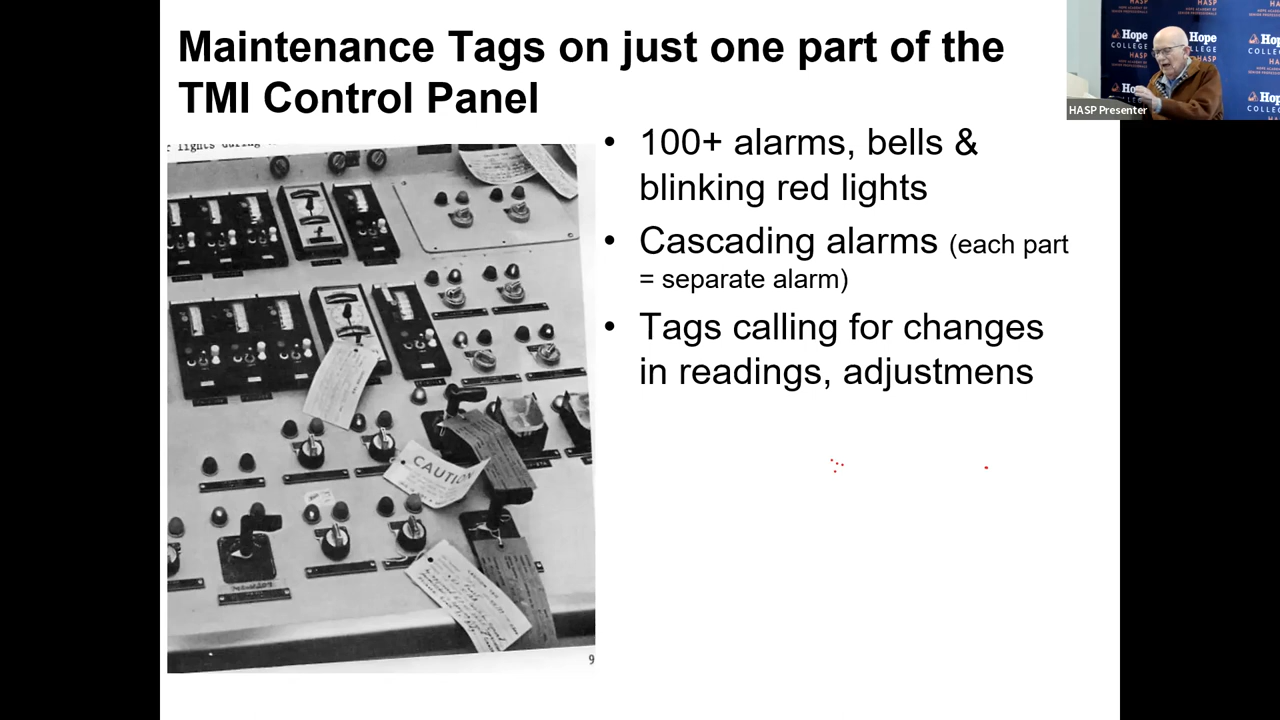 Maintenance Tags on just one part of the
TMI Control Panel
• 100+ alarms, bells &
blinking red lights
• Cascading alarms (each part
= separate alarm)
• Tags calling for changes
in readings, adjustmens
CAUTION
9
Hope
COLLEGE
HASP
HASP Presenter